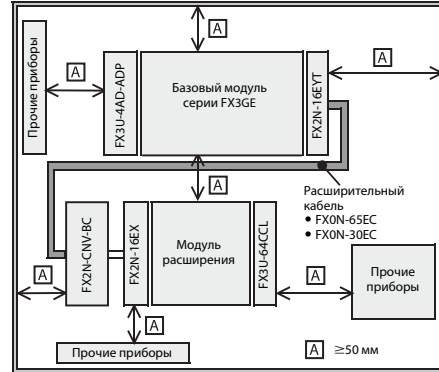 A
Прочие приборы
A
FX3U-4AD-ADP
Базовый модуль
серии FX3GE
FX2N-16EYT
A
A
Расширительный
кабель
• FX0N-65EC
• FX0N-30EC
FX2N-CNV-BC
FX2N-16EX
Модуль
расширения
FX3U-64CCL
A
A
Прочие
приборы
A
Прочие приборы
A ≥50 мм